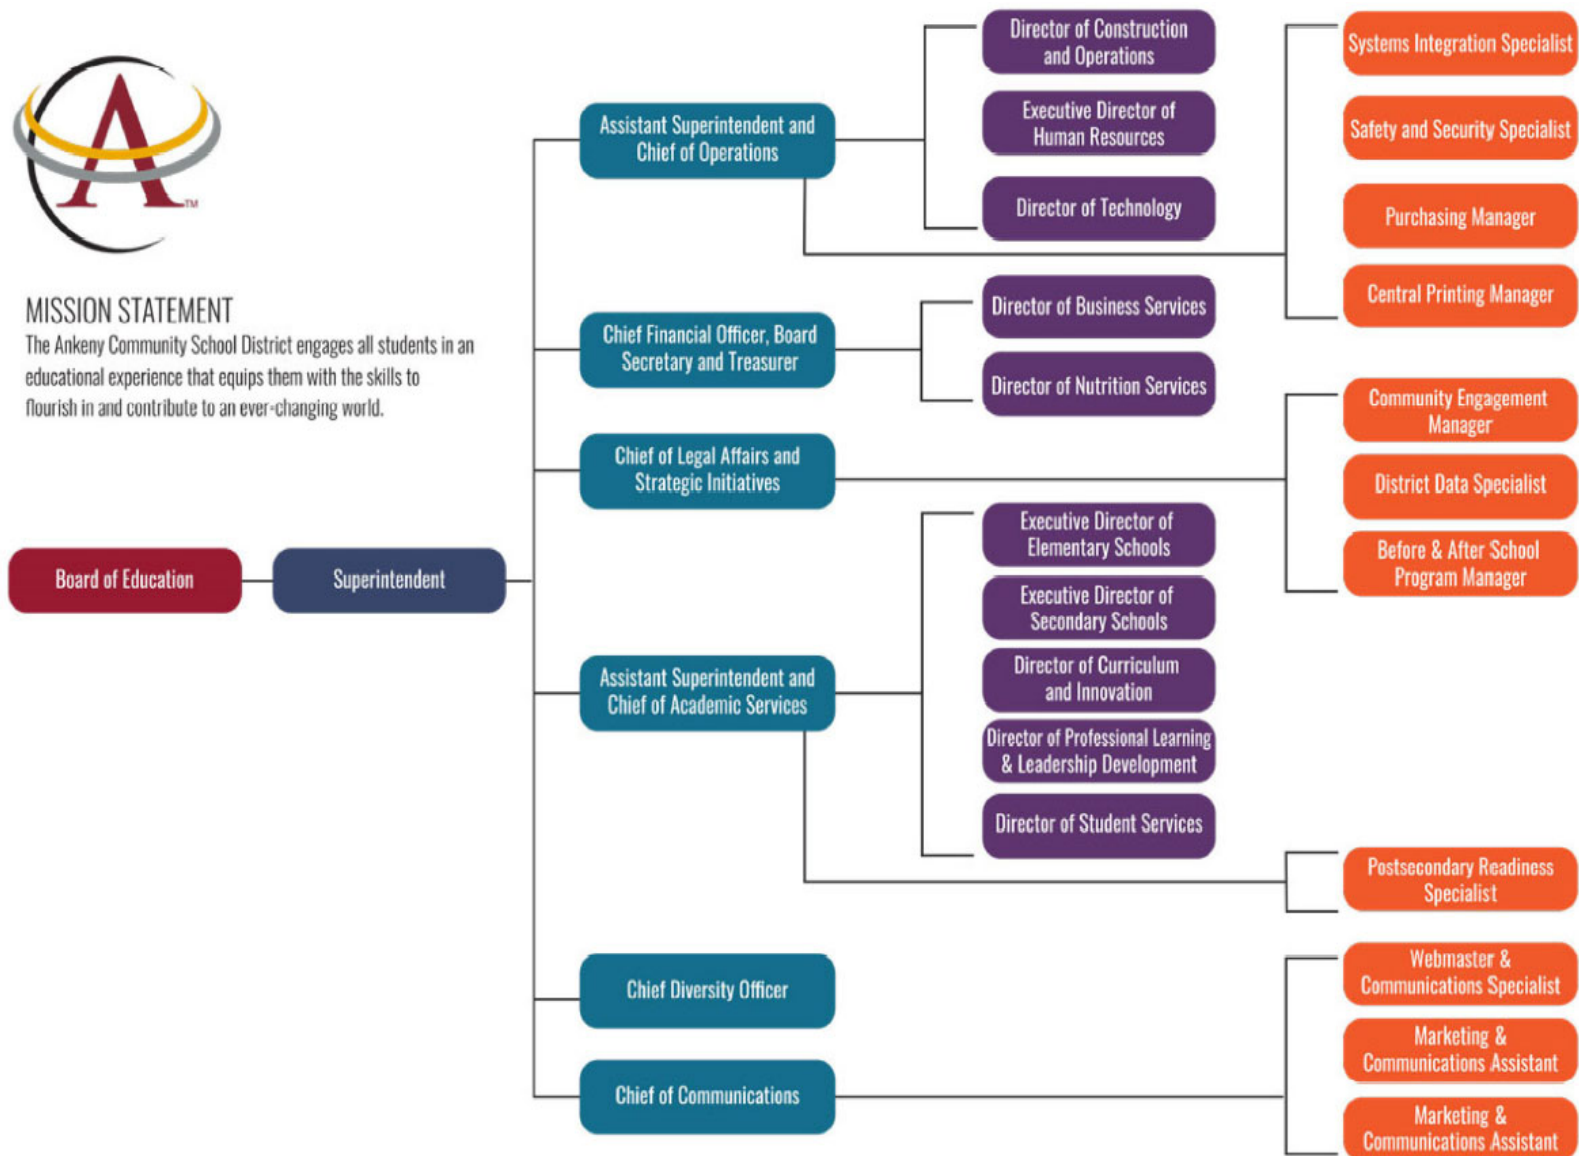 A
TM
MISSION STATEMENT
The Ankeny Community School District engages all students in an
educational experience that equips them with the skills to
flourish in and contribute to an ever-changing world.
Board of Education
Superintendent
Assistant Superintendent and
Chief of Operations
Chief Financial Officer, Board
Secretary and Treasurer
Chief of Legal Affairs and
Strategic Initiatives
Assistant Superintendent and
Chief of Academic Services
Chief Diversity Officer
Chief of Communications
Director of Construction
and Operations
Executive Director of
Human Resources
Director of Technology
Director of Business Services
Director of Nutrition Services
Executive Director of
Elementary Schools
Executive Director of
Secondary Schools
Director of Curriculum
and Innovation
Director of Professional Learning
& Leadership Development
Director of Student Services
Systems Integration Specialist
Safety and Security Specialist
Purchasing Manager
Central Printing Manager
Community Engagement
Manager
District Data Specialist
Before & After School
Program Manager
Postsecondary Readiness
Specialist
Webmaster &
Communications Specialist
Marketing &
Communications Assistant
Marketing &
Communications Assistant